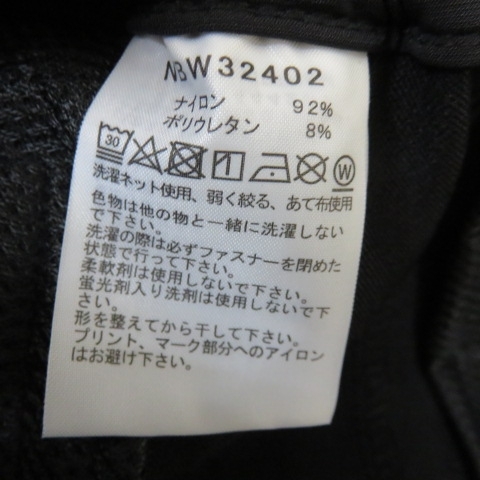 NBW32402
ナイロン 92%
ポリウレタン 8%
30 W
洗濯ネット使用、弱く絞る、あて布使用
色物は他の物と一緒に洗濯しない
で下さい。
洗濯の際は必ずファスナーを閉めた
状態で行って下さい。
柔軟剤は使用しないで下さい。
蛍光剤入り洗剤は使用しないで下
さい。
形を整えてから干して下さい。
プリント、マーク部分へのアイロン
はお避け下さい。